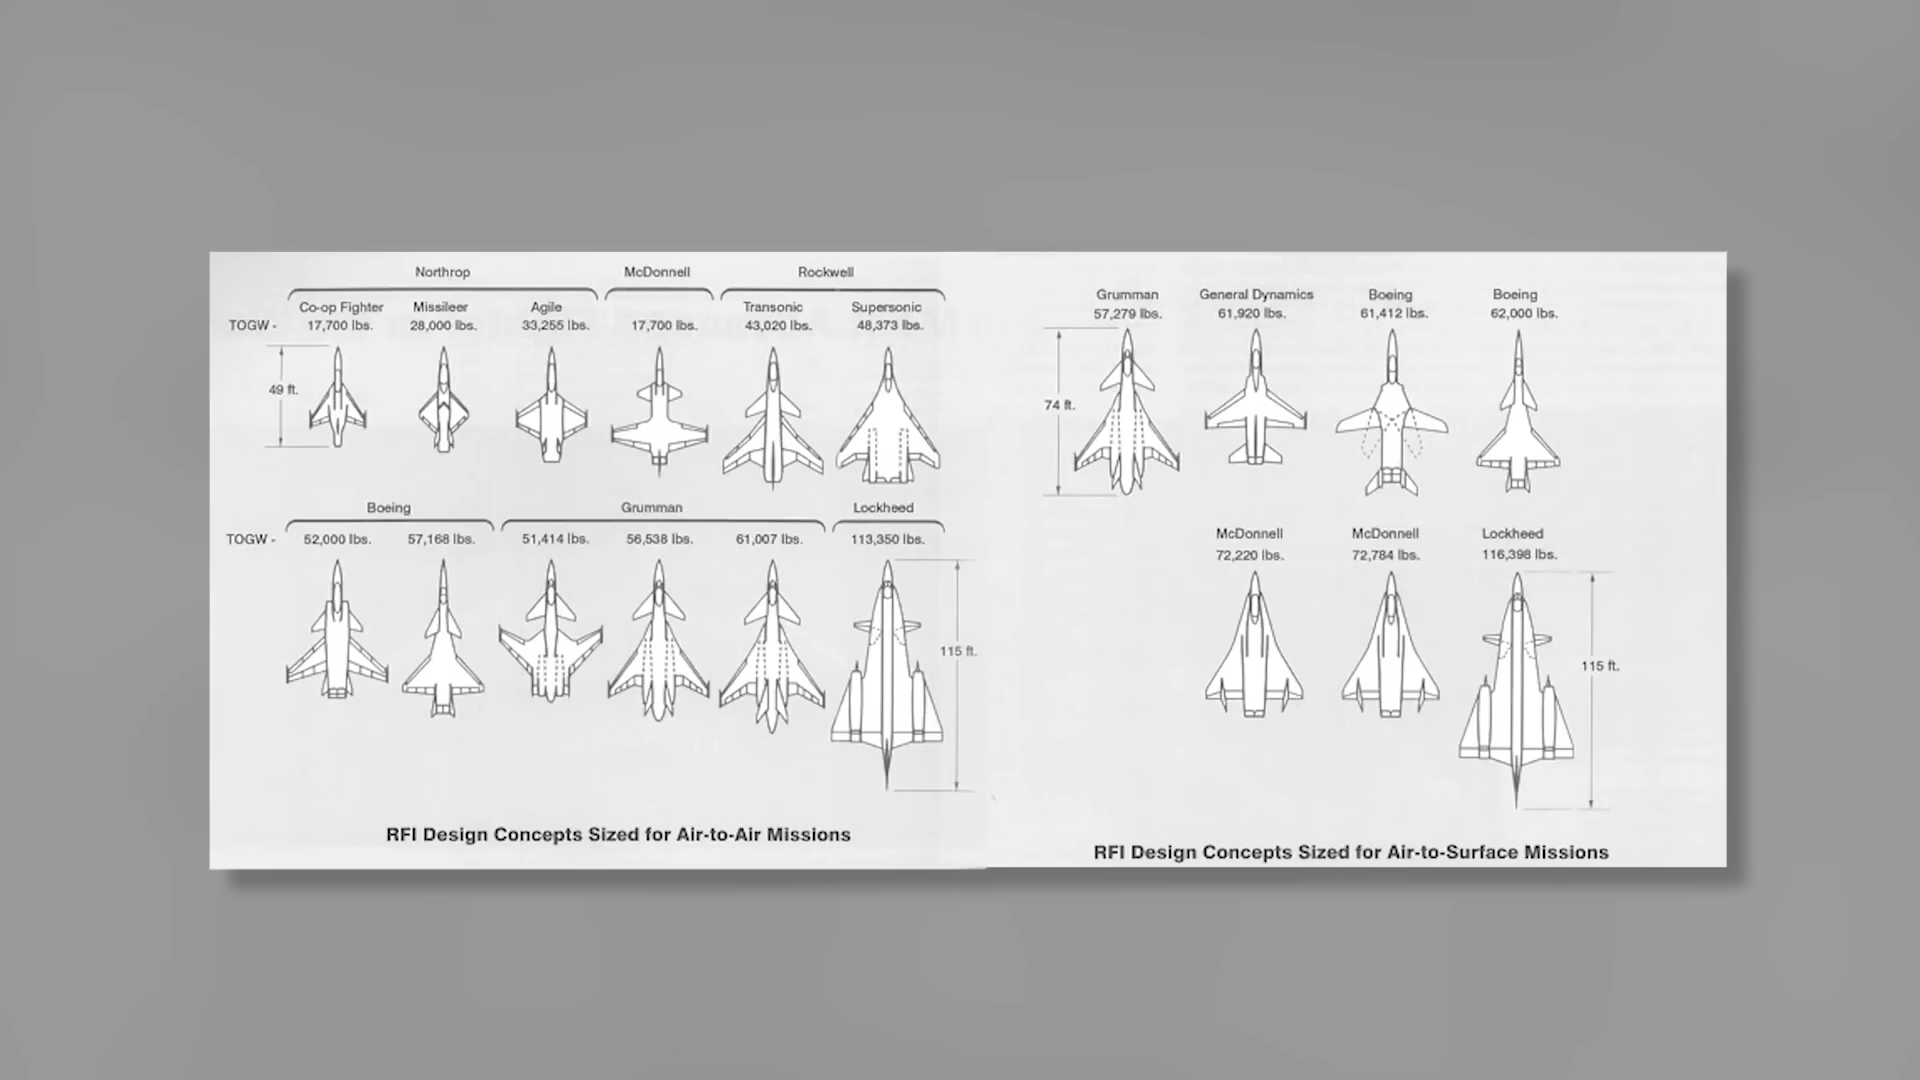 Northrop McDonnell Rockwell
Co-op Fighter Missileer Agile Transonic Supersonic
TOGW - 17,700 lbs. 28,000 lbs. 33,255 lbs. 17,700 lbs. 43,020 lbs. 48,373 lbs.
49 ft.
Boeing Grumman Lockheed
TOGW - 52,000 lbs. 57,168 lbs. 51,414 lbs. 56,538 lbs. 61,007 lbs. 113,350 lbs.
115 ft.
RFI Design Concepts Sized for Air-to-Air Missions
Grumman General Dynamics Boeing Boeing
57,279 lbs. 61,920 lbs. 61,412 lbs. 62,000 lbs.
74 ft.
McDonnell McDonnell Lockheed
72,220 lbs. 72,784 lbs. 116,398 lbs.
115 ft.
RFI Design Concepts Sized for Air-to-Surface Missions